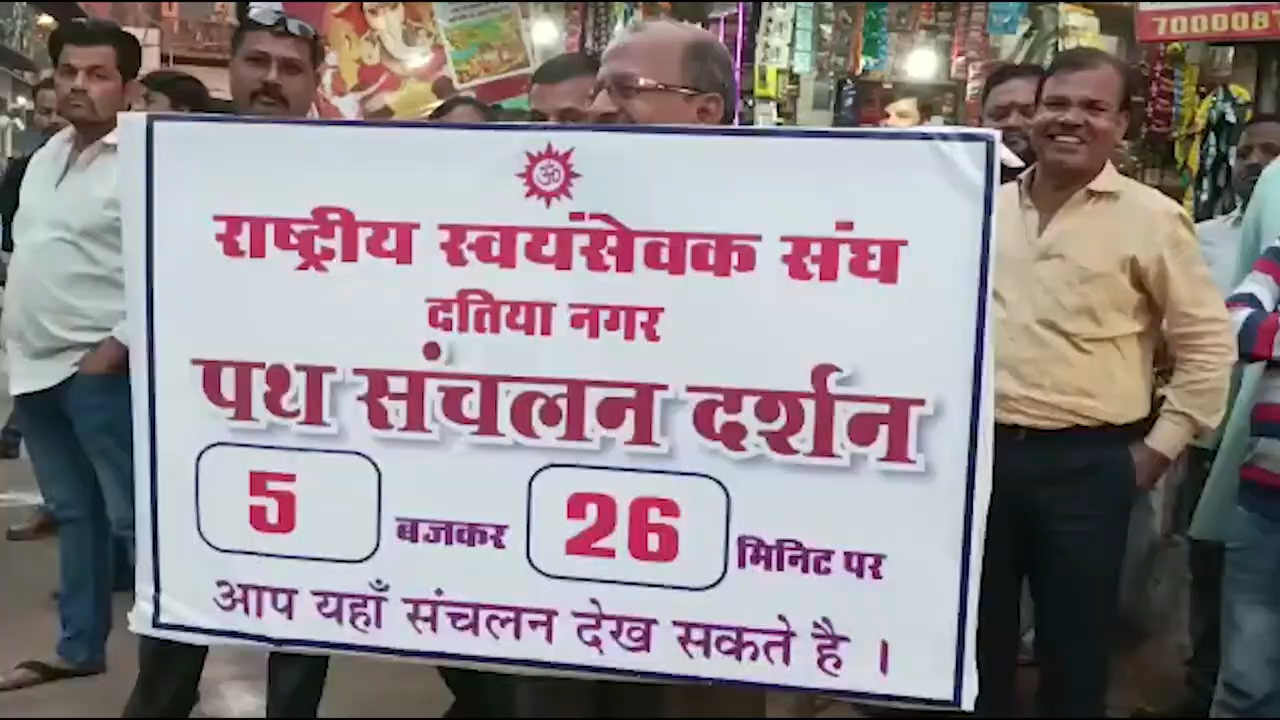 700008
ॐ
राष्ट्रीय स्वयंसेवक संघ
दतिया नगर
पथ संचलन दर्शन
5 बजकर 26 मिनिट पर
आप यहाँ संचलन देख सकते है ।